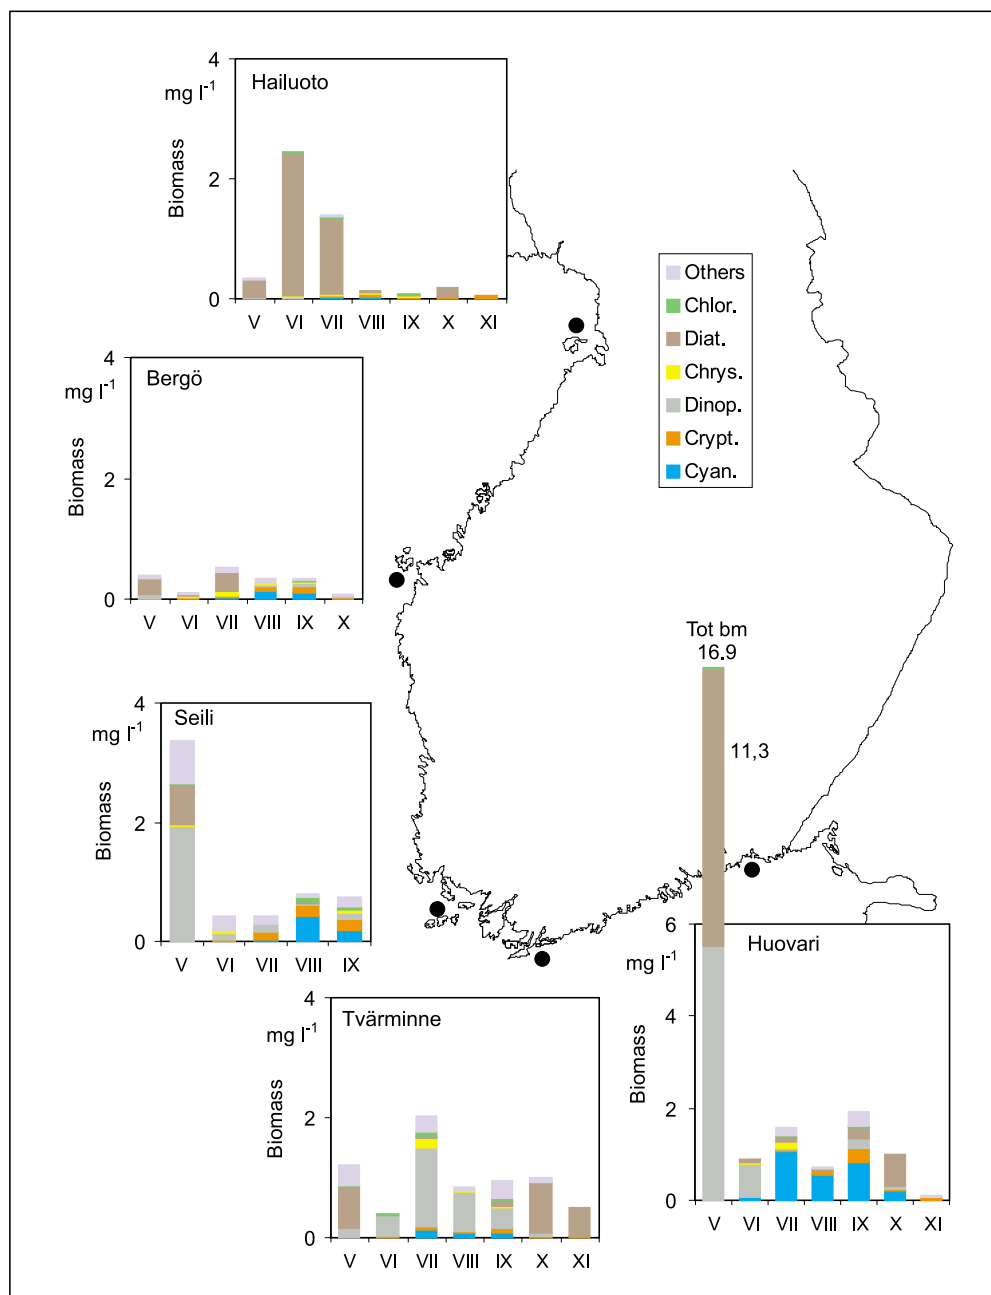 4
mg l-1
Hailuoto
Biomass
2
0
V VI VII VIII IX X XI
Others
Chlor.
Diat.
Chrys.
Dinop.
Crypt.
Cyan.
4
mg l-1
Bergö
Biomass
2
0
V VI VII VIII IX X
Tot bm
16.9
11,3
4
mg l-1
Seili
Biomass
2
0
V VI VII VIII IX
4
mg l-1
Tvärminne
Biomass
2
0
V VI VII VIII IX X XI
6
mg l-1
Huovari
4
Biomass
2
0
V VI VII VIII IX X XI